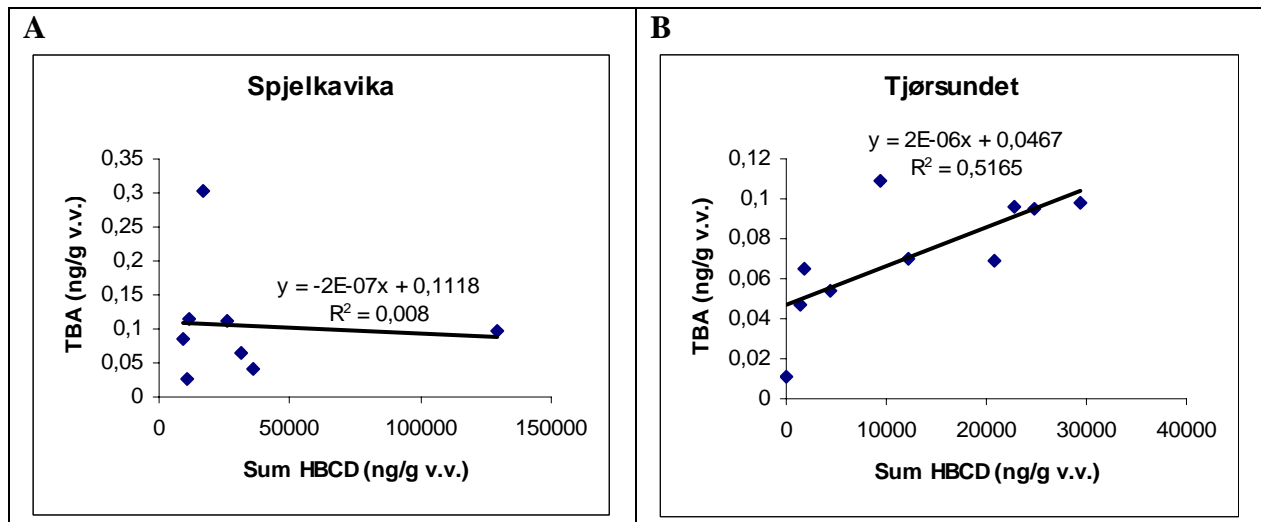 A
Spjelkavika
0,35
0,3
0,25
0,2
0,15
0,1
0,05
0
TBA (ng/g v.v.)
y = -2E-07x + 0,1118
R² = 0,008
0 50000 100000 150000
Sum HBCD (ng/g v.v.)
B
Tjørsundet
0,12
0,1
0,08
0,06
0,04
0,02
0
TBA (ng/g v.v.)
y = 2E-06x + 0,0467
R² = 0,5165
0 10000 20000 30000 40000
Sum HBCD (ng/g v.v.)